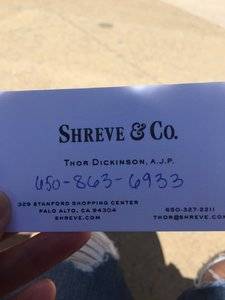 SHREVE & CO.
THOR DICKINSON, A.J.P.
650-863-6933
329 STANFORD SHOPPING CENTER
PALO ALTO, CA 94304
650-327-2211
SHREVE.COM
THOR@SHREVE.COM